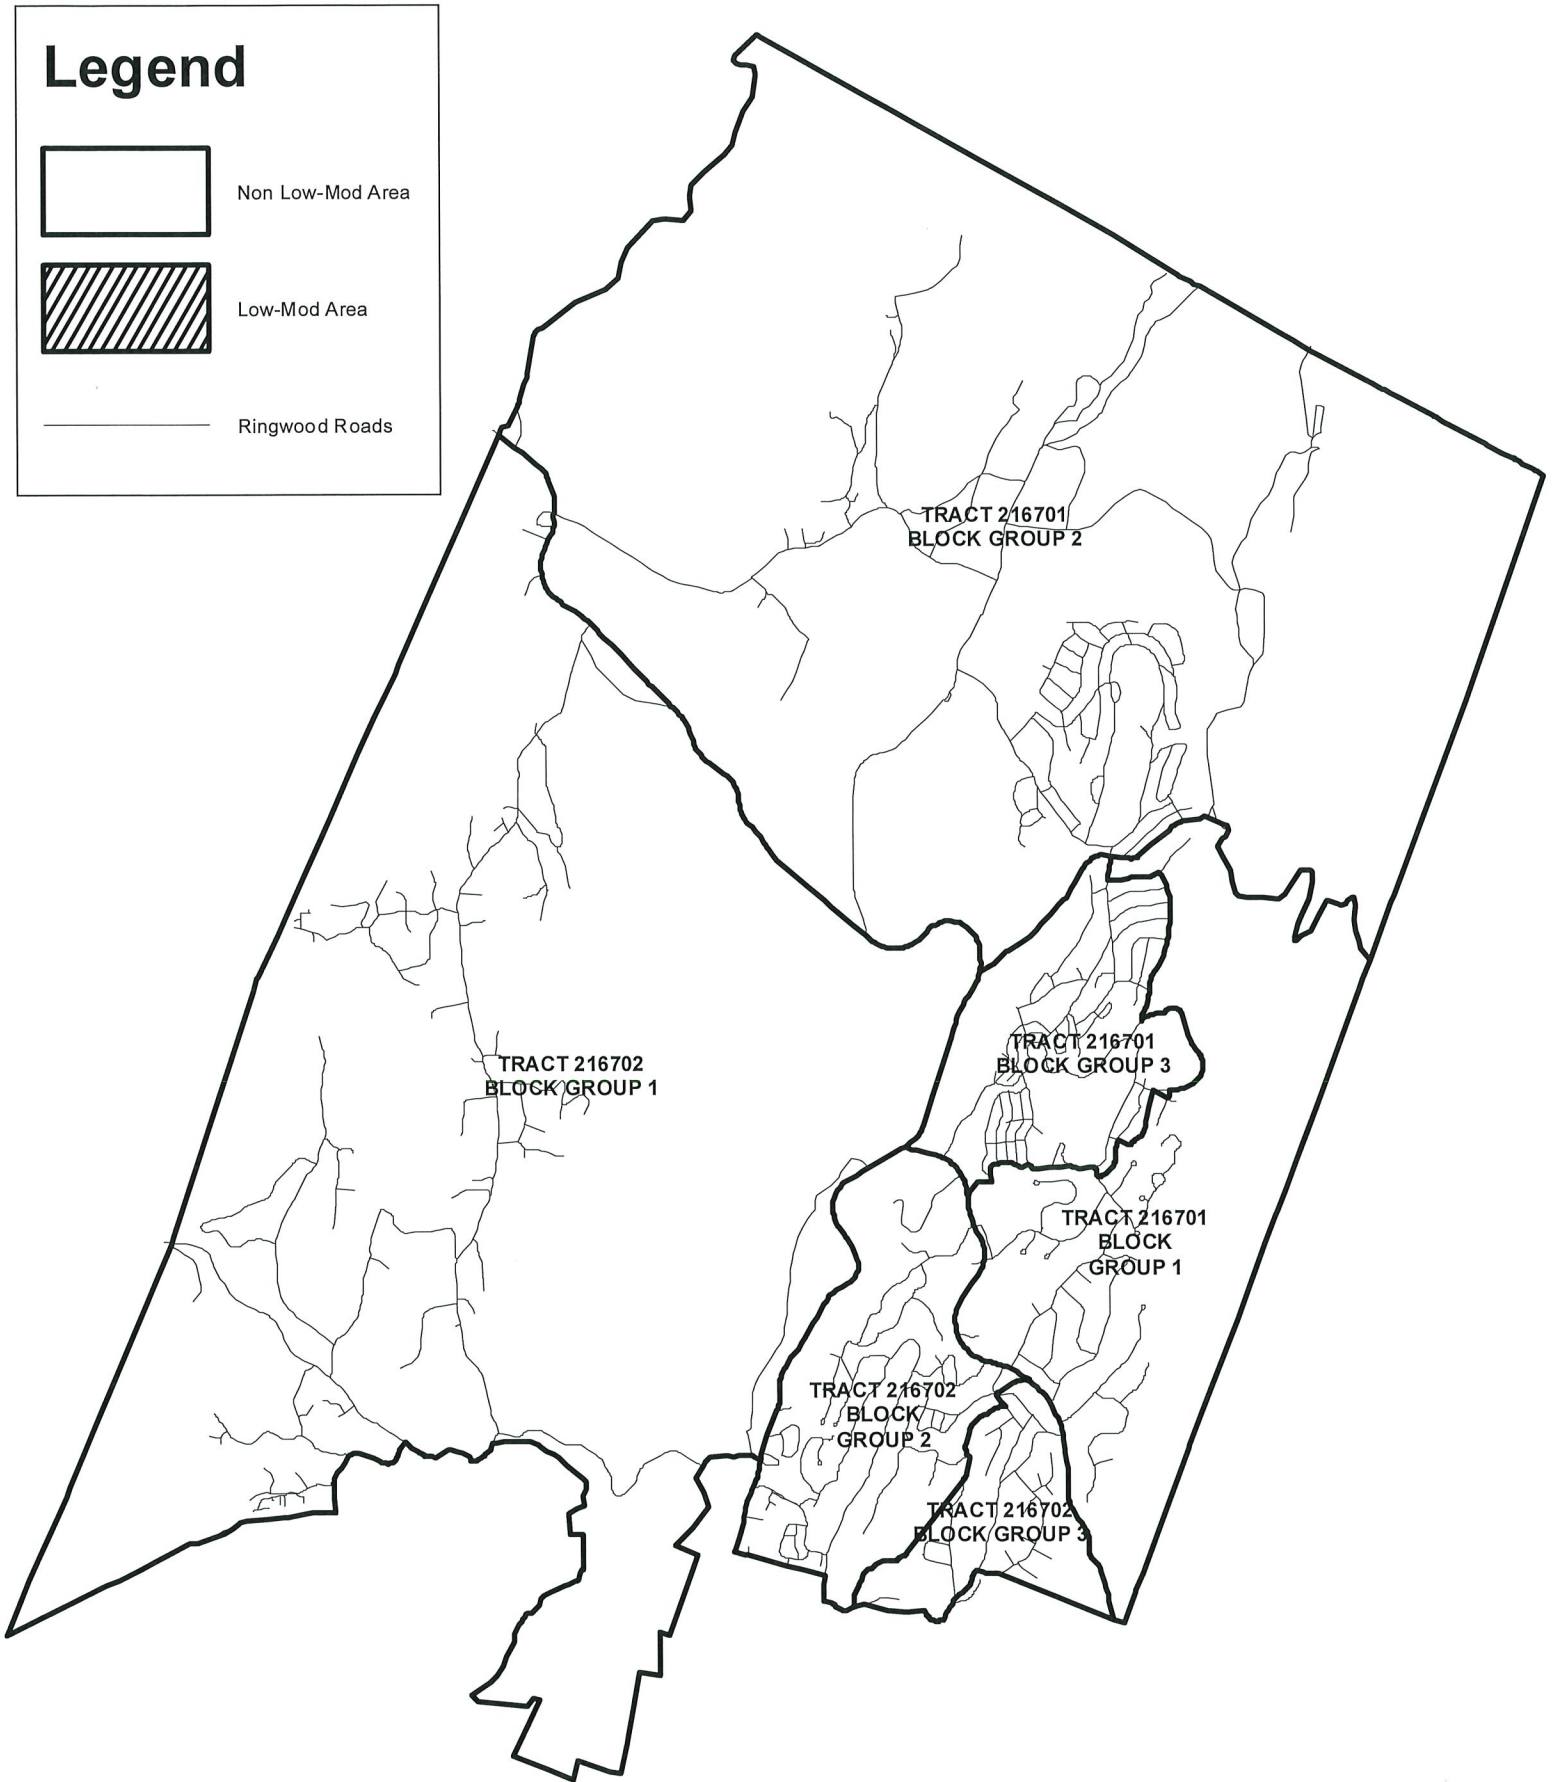 Legend
Non Low-Mod Area
Low-Mod Area
Ringwood Roads
TRACT 216701
BLOCK GROUP 2
TRACT 216701
BLOCK GROUP 3
TRACT 216702
BLOCK GROUP 1
TRACT 216701
BLOCK
GROUP 1
TRACT 216702
BLOCK
GROUP 2
TRACT 216702
BLOCK GROUP 3